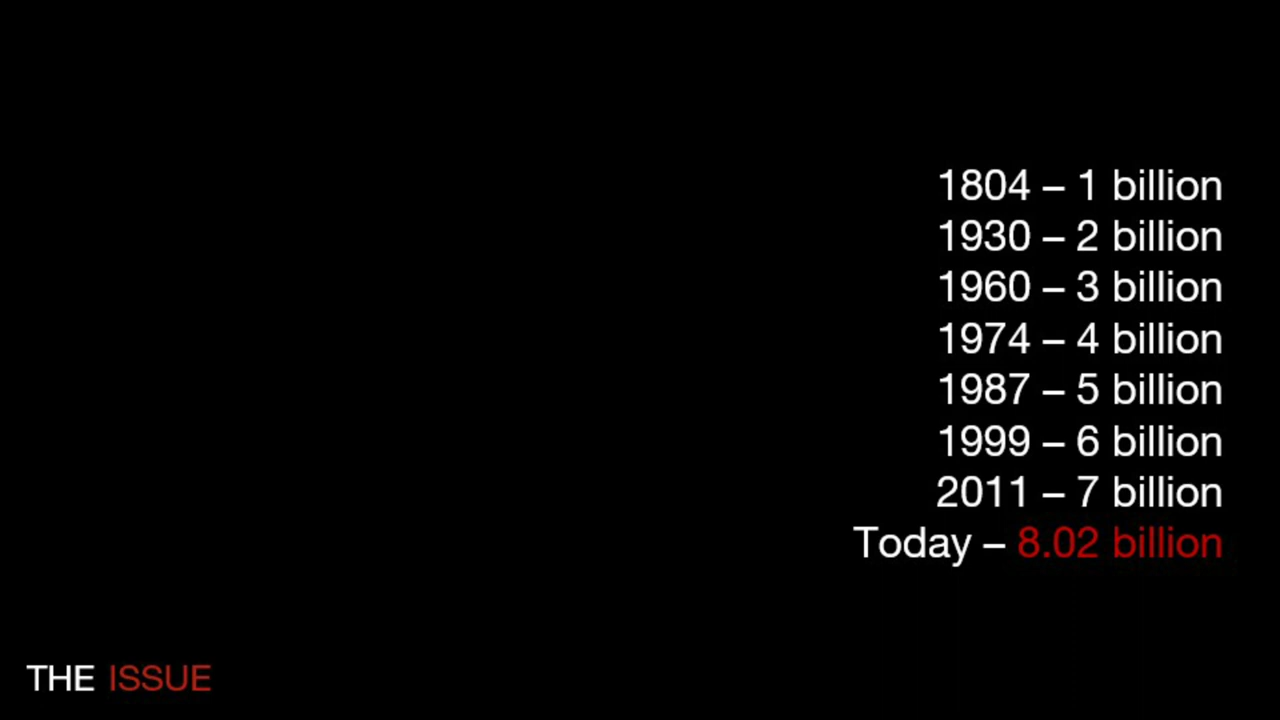 1804 – 1 billion
1930 – 2 billion
1960 – 3 billion
1974 – 4 billion
1987 – 5 billion
1999 – 6 billion
2011 – 7 billion
Today – 8.02 billion
THE ISSUE